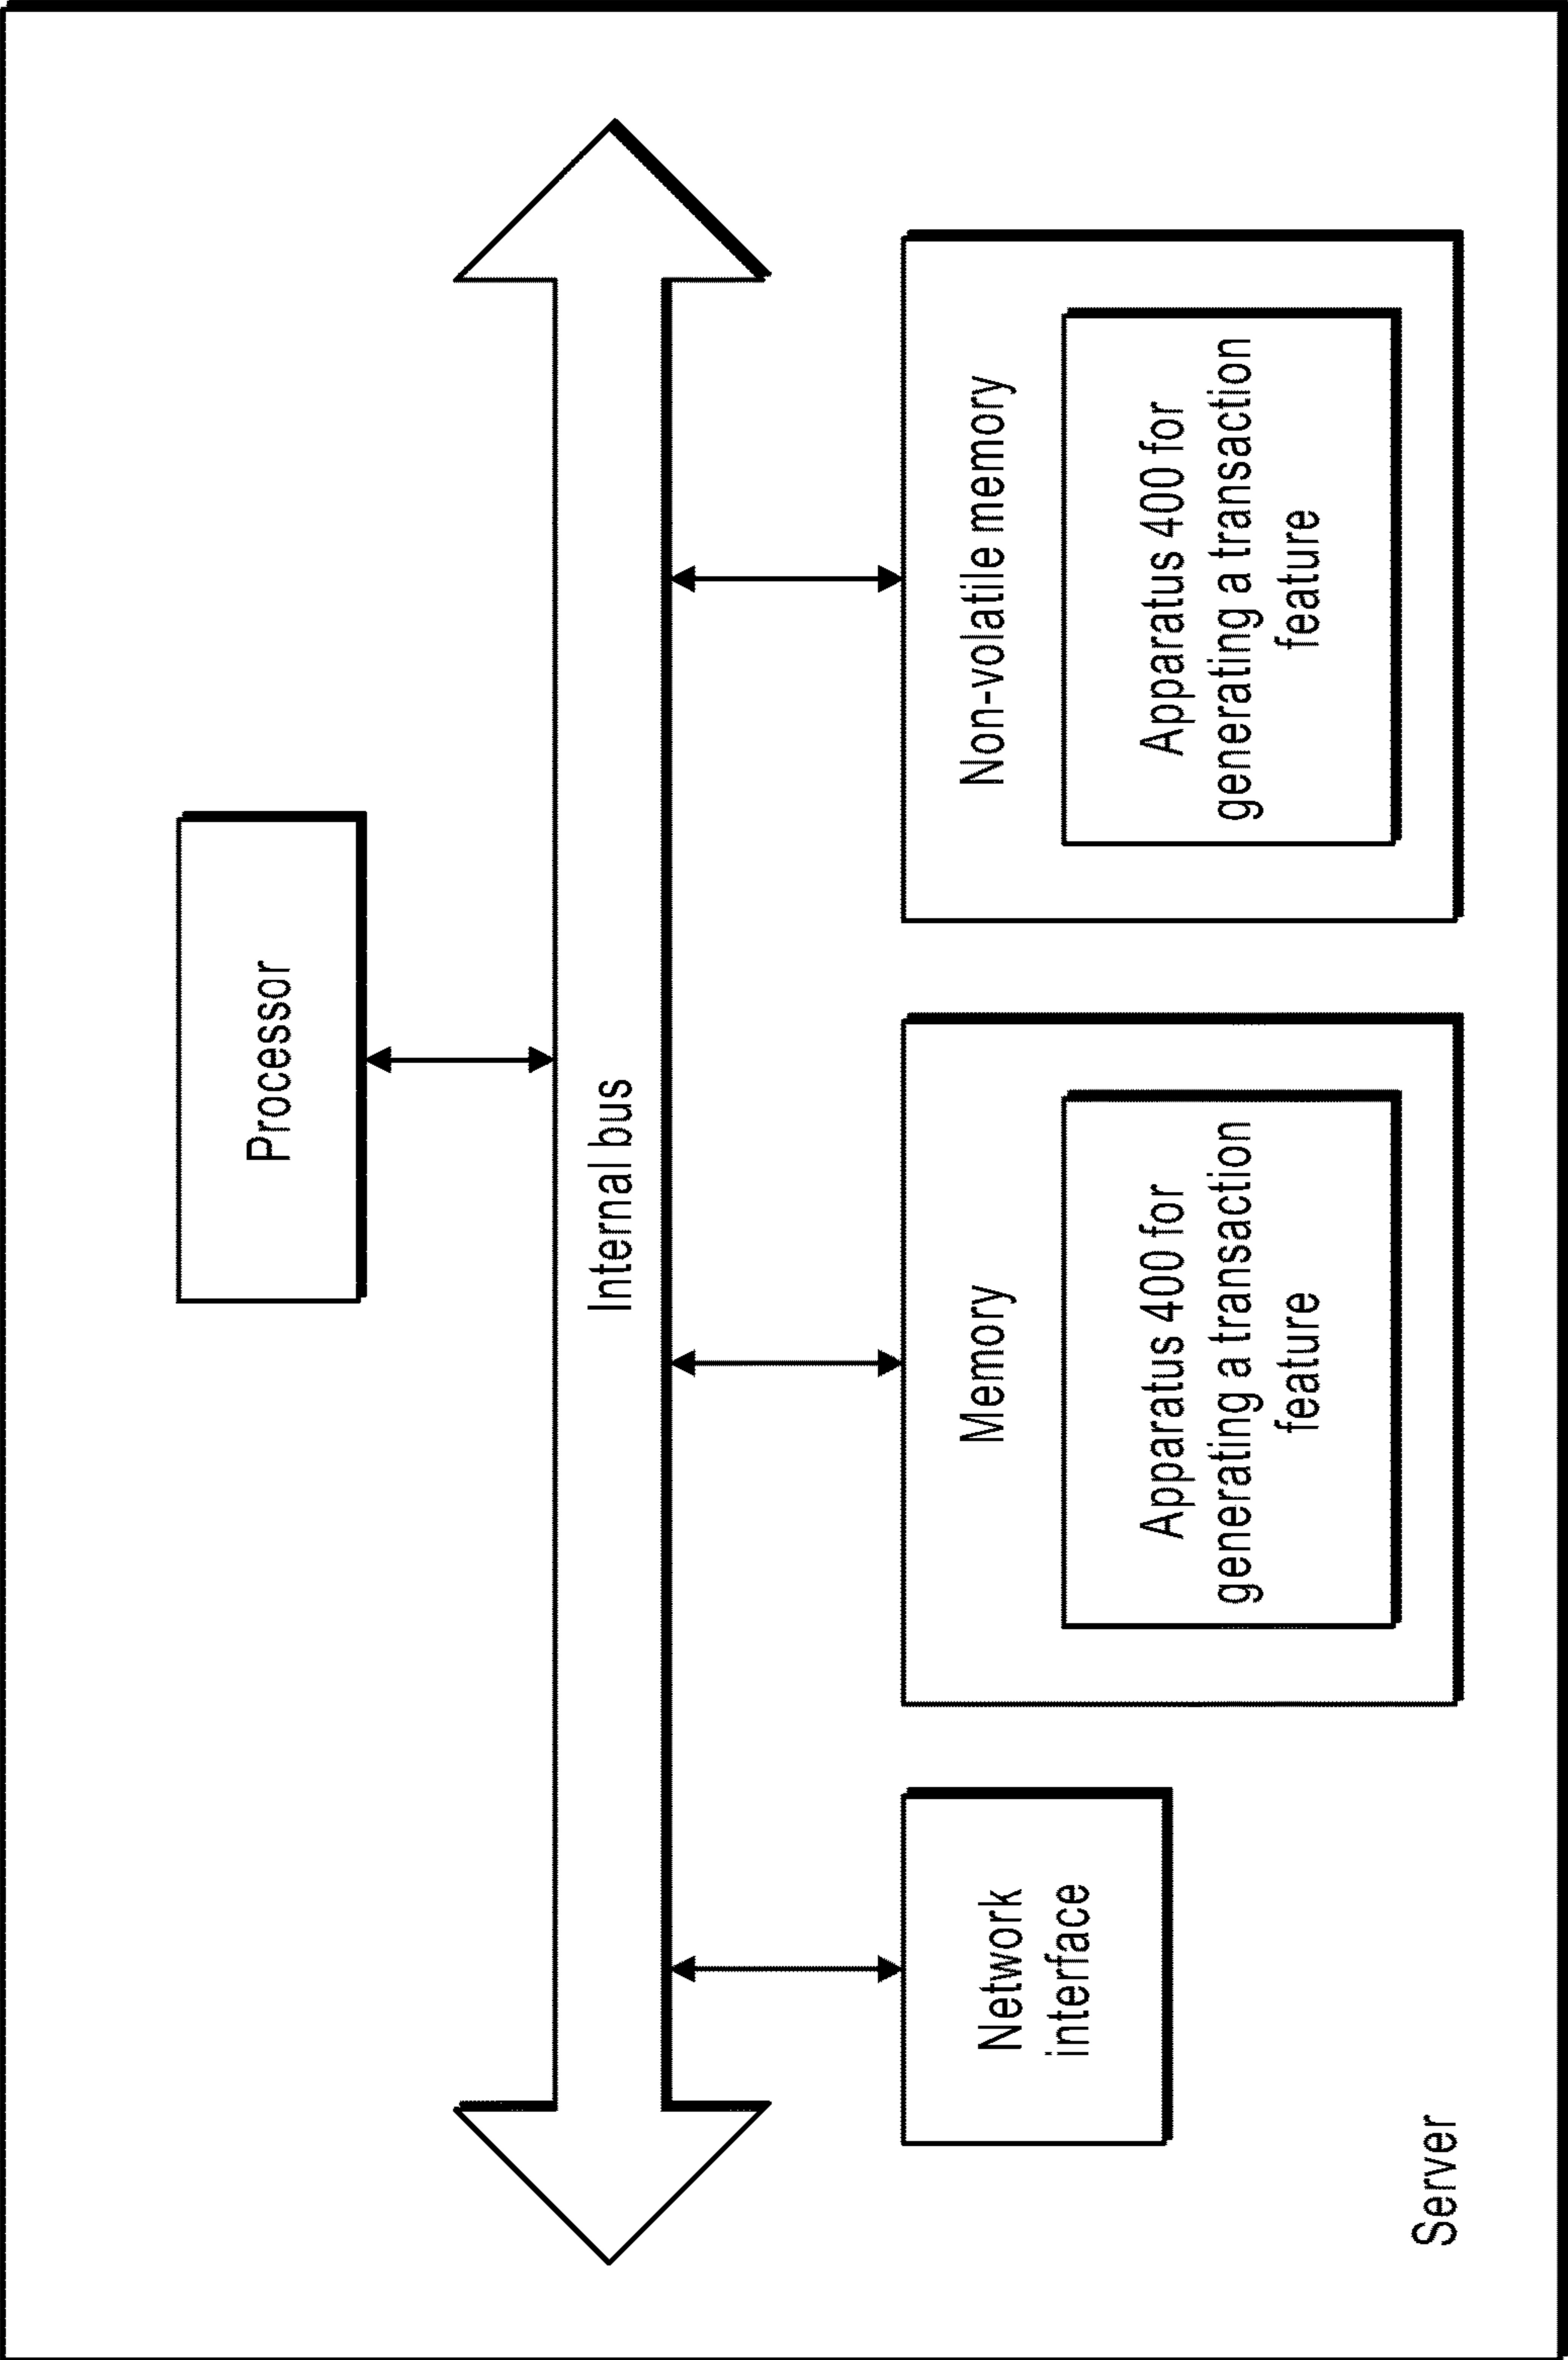 Processor
Internal bus
Network
interface
Memory
Apparatus 400 for
generating a transaction
feature
Non-volatile memory
Apparatus 400 for
generating a transaction
feature
Server